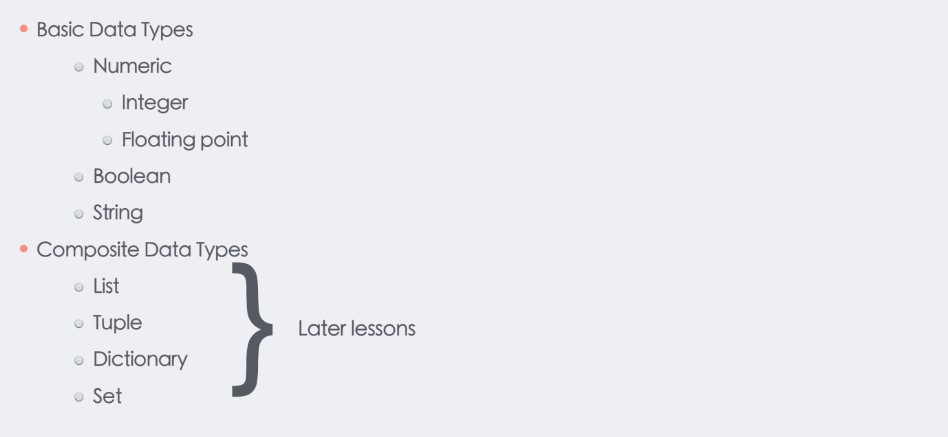 Basic Data Types
Numeric
Integer
Floating point
Boolean
String
Composite Data Types
List
Tuple
Dictionary
Set
Later lessons